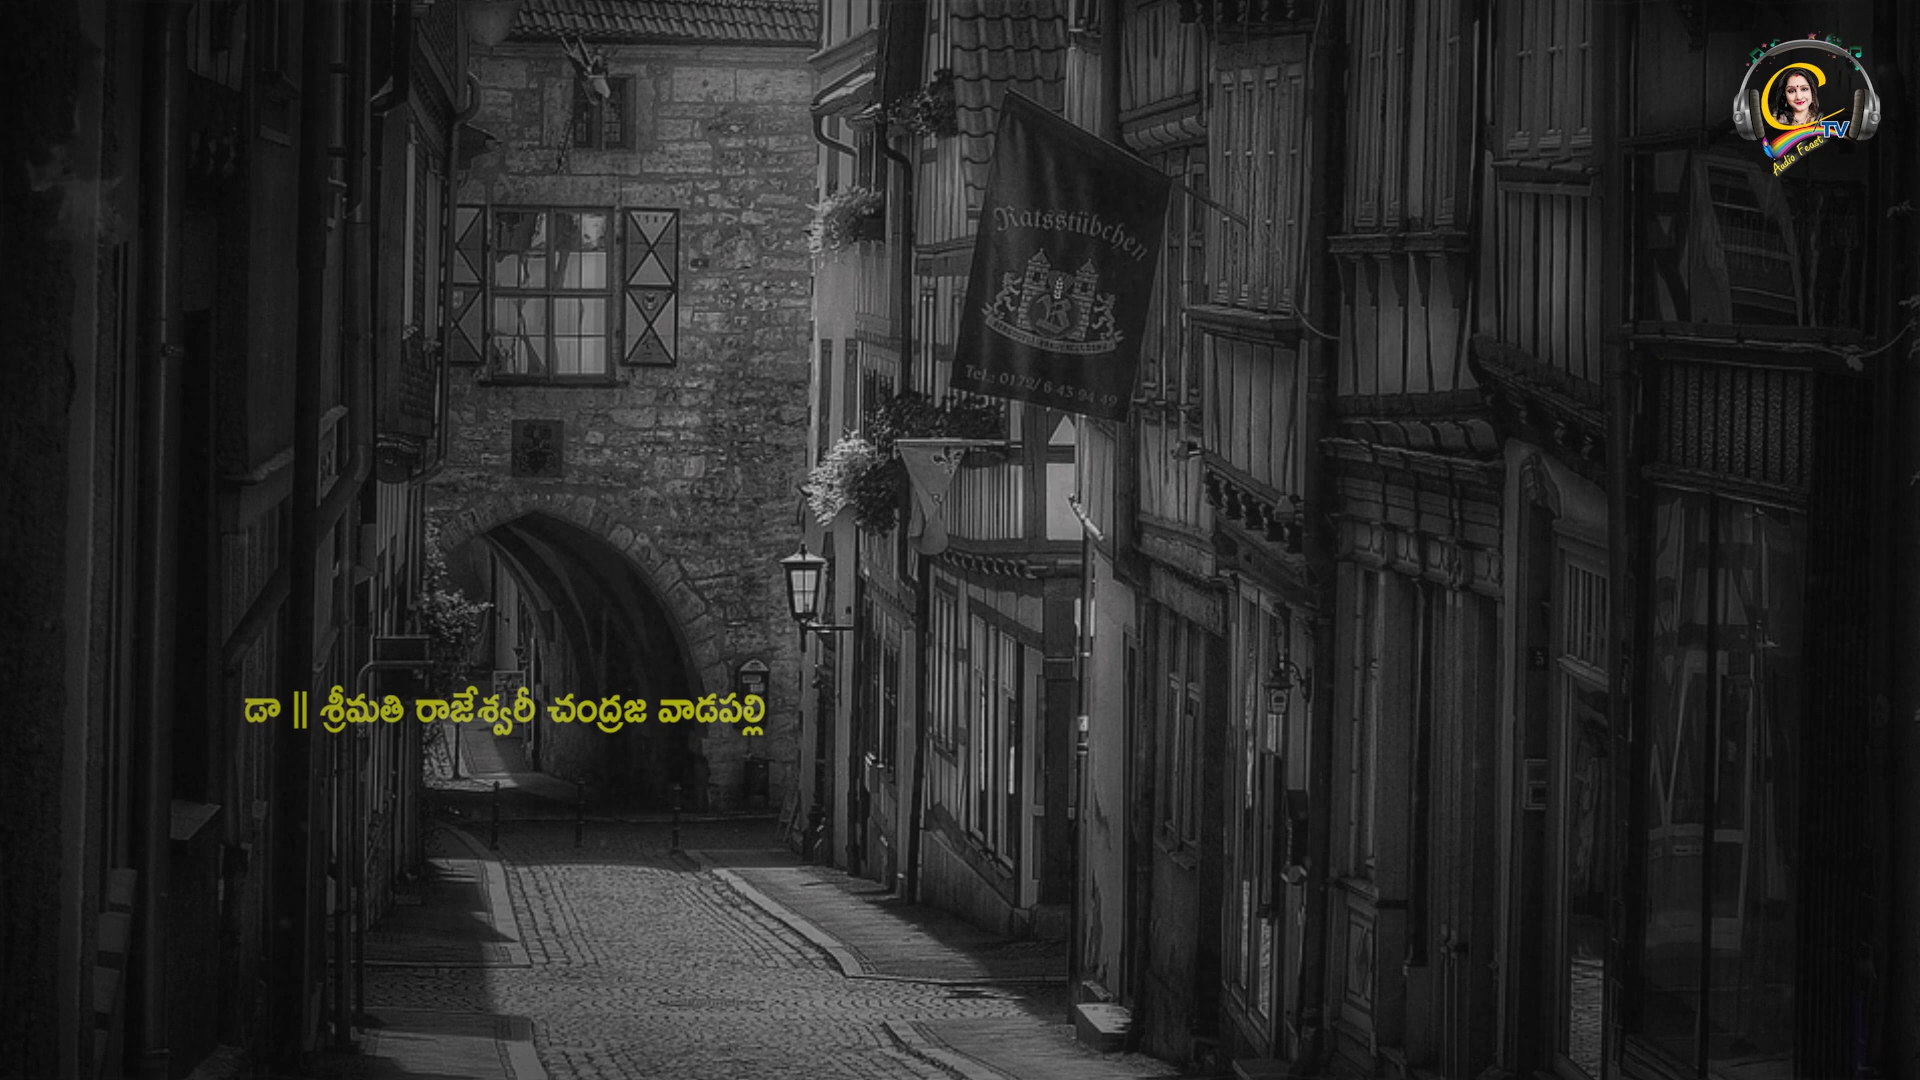 TV
Audio Feast
Ratsstübchen
Tel.: 0172/ 6 43 94 49
డా || శ్రీమతి రాజేశ్వరీ చంద్రజ వాడపల్లి